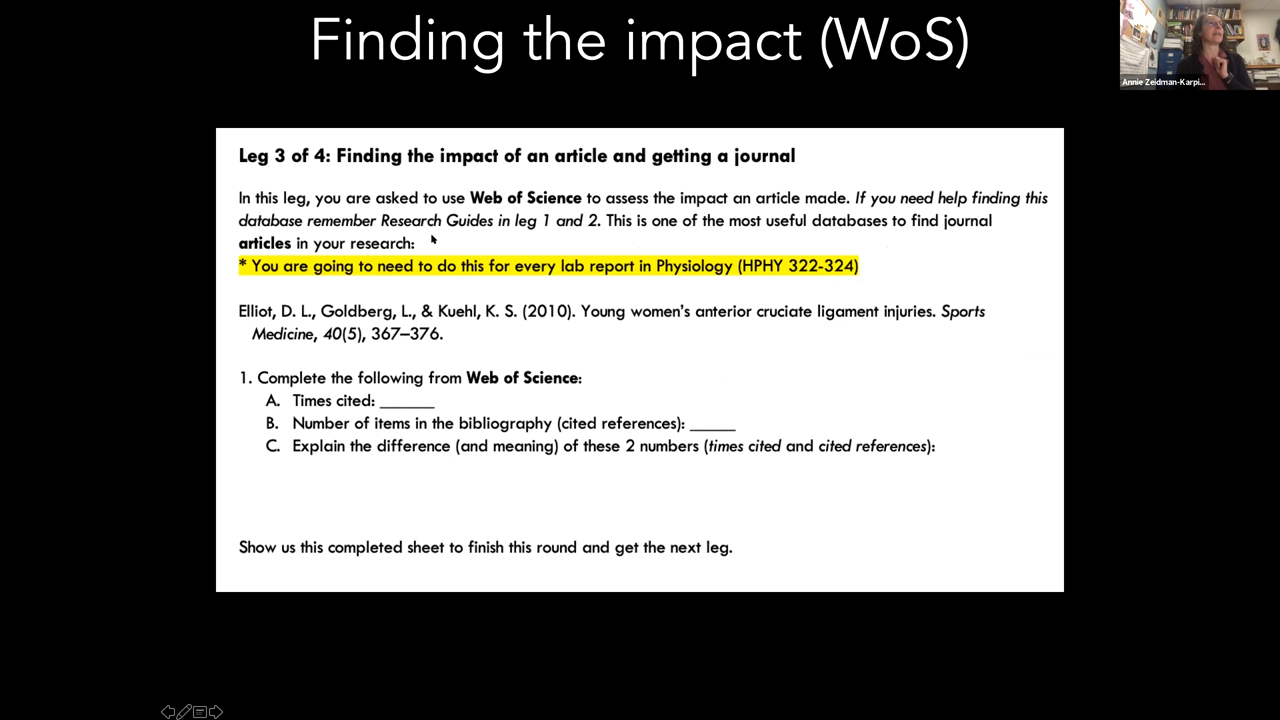 Finding the impact (WoS)
Annie Zeidman-Karpi...
Leg 3 of 4: Finding the impact of an article and getting a journal
In this leg, you are asked to use Web of Science to assess the impact an article made. If you need help finding this
database remember Research Guides in leg 1 and 2. This is one of the most useful databases to find journal
articles in your research:
* You are going to need to do this for every lab report in Physiology (HPHY 322-324)
Elliot, D. L., Goldberg, L., & Kuehl, K. S. (2010). Young women’s anterior cruciate ligament injuries. Sports
Medicine, 40(5), 367–376.
1. Complete the following from Web of Science:
A. Times cited: ______
B. Number of items in the bibliography (cited references): _____
C. Explain the difference (and meaning) of these 2 numbers (times cited and cited references):
Show us this completed sheet to finish this round and get the next leg.